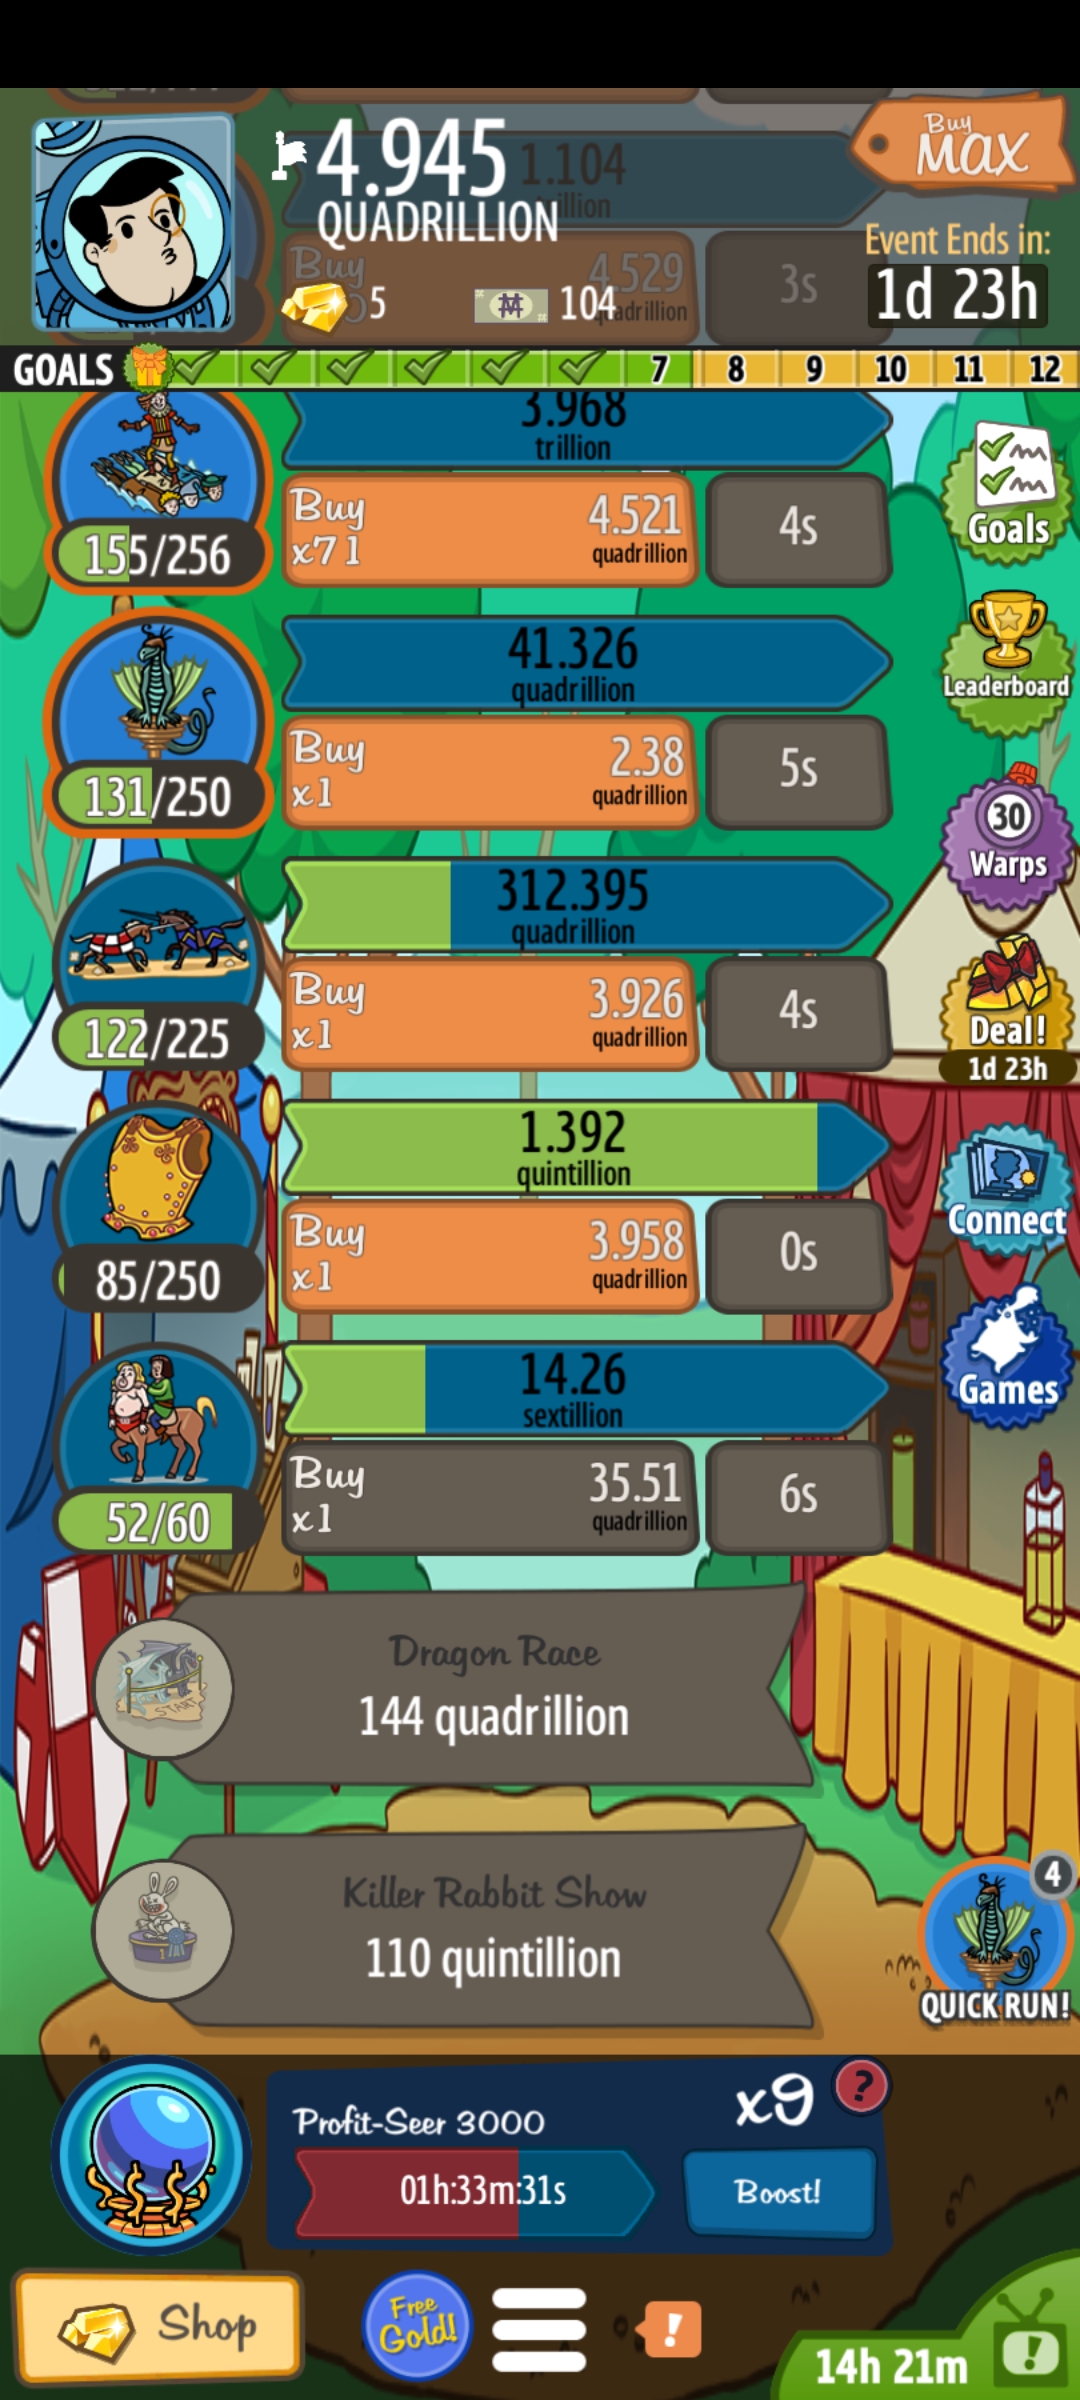 4.945
QUADRILLION
Buy
MAX
1.104
Event Ends in:
1d 23h
Buy
4.529
quadrillion
3s
5
104
GOALS
7
8
9
10
11
12
3.968
trillion
155/256
Buy
x71
4.521
quadrillion
4s
Goals
41.326
quadrillion
131/250
Buy
x1
2.38
quadrillion
5s
Leaderboard
30
Warps
312.395
quadrillion
122/225
Buy
x1
3.926
quadrillion
4s
Deal!
1d 23h
1.392
quintillion
85/250
Buy
x1
3.958
quadrillion
0s
Connect
14.26
sextillion
52/60
Buy
x1
35.51
quadrillion
6s
Games
Dragon Race
144 quadrillion
START
Killer Rabbit Show
110 quintillion
1
4
QUICK RUN!
Profit-Seer 3000
x9
?
01h:33m:31s
Boost!
Shop
Free
Gold!
!
14h 21m
!